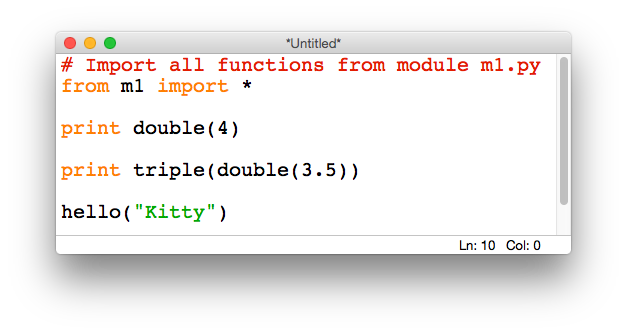 *Untitled*
# Import all functions from module m1.py
from m1 import *
print double(4)
print triple(double(3.5))
hello("Kitty")
Ln: 10 Col: 0